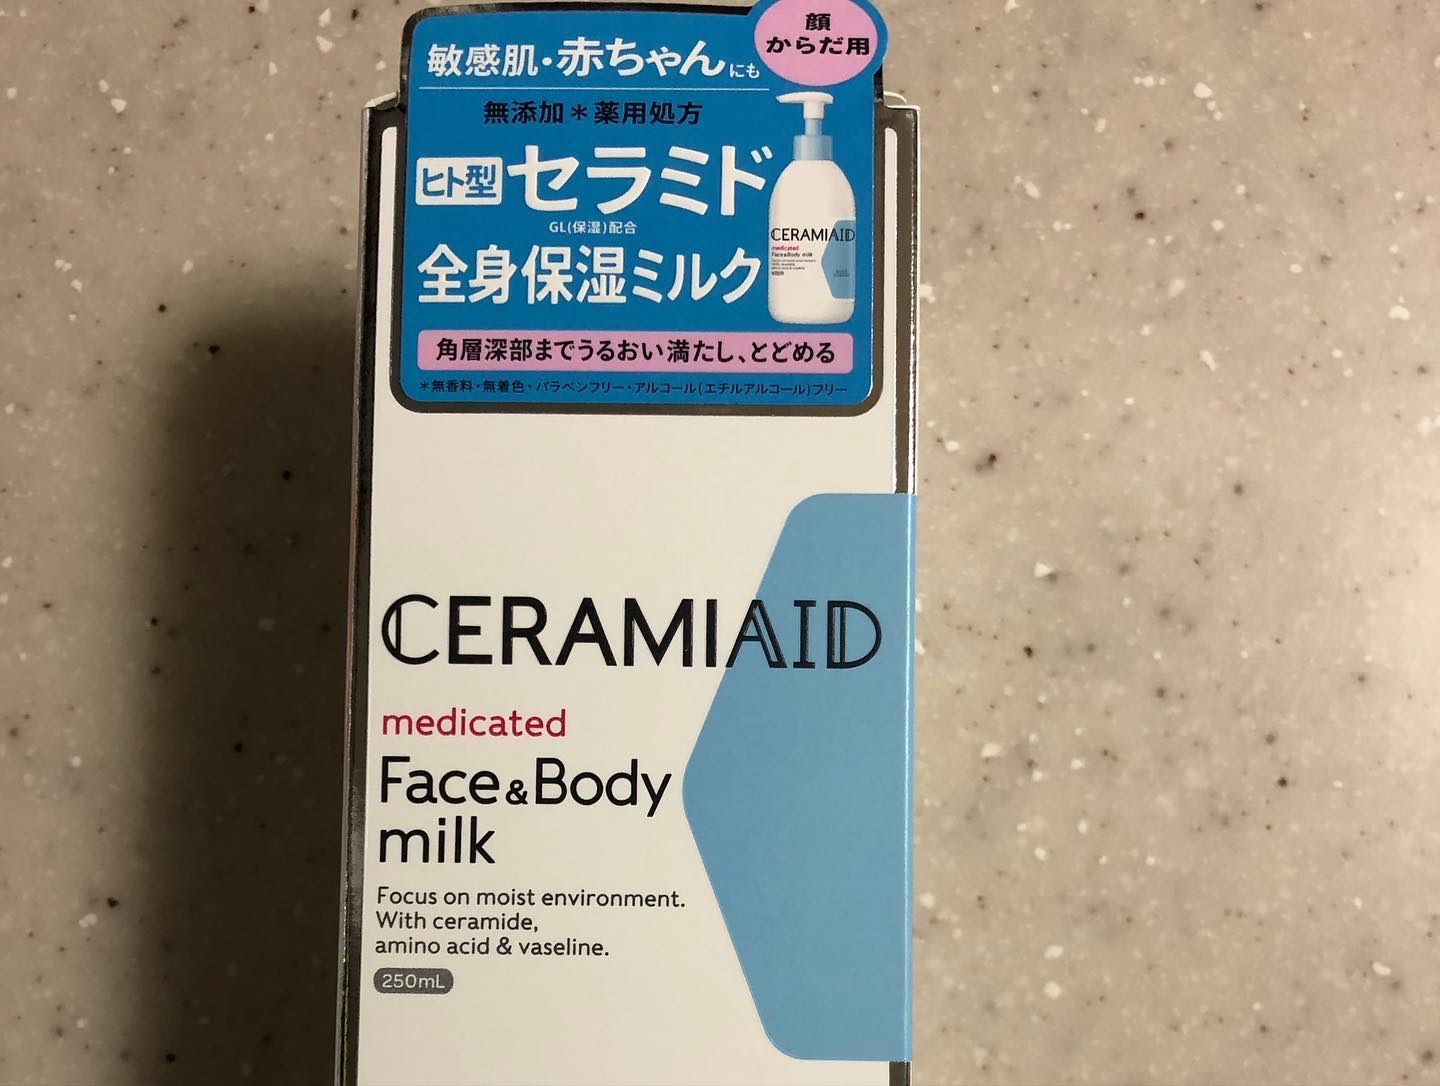 顔
からだ用
敏感肌・赤ちゃんにも
無添加＊薬用処方
ヒト型セラミド
GL(保湿)配合
全身保湿ミルク
角層深部までうるおい満たし、とどめる
＊無香料・無着色・パラベンフリー・アルコール(エチルアルコール)フリー
CERAMIAID
medicated
Face&Body milk
CERAMIAID
medicated
Face&Body
milk
Focus on moist environment.
With ceramide,
amino acid & vaseline.
250mL